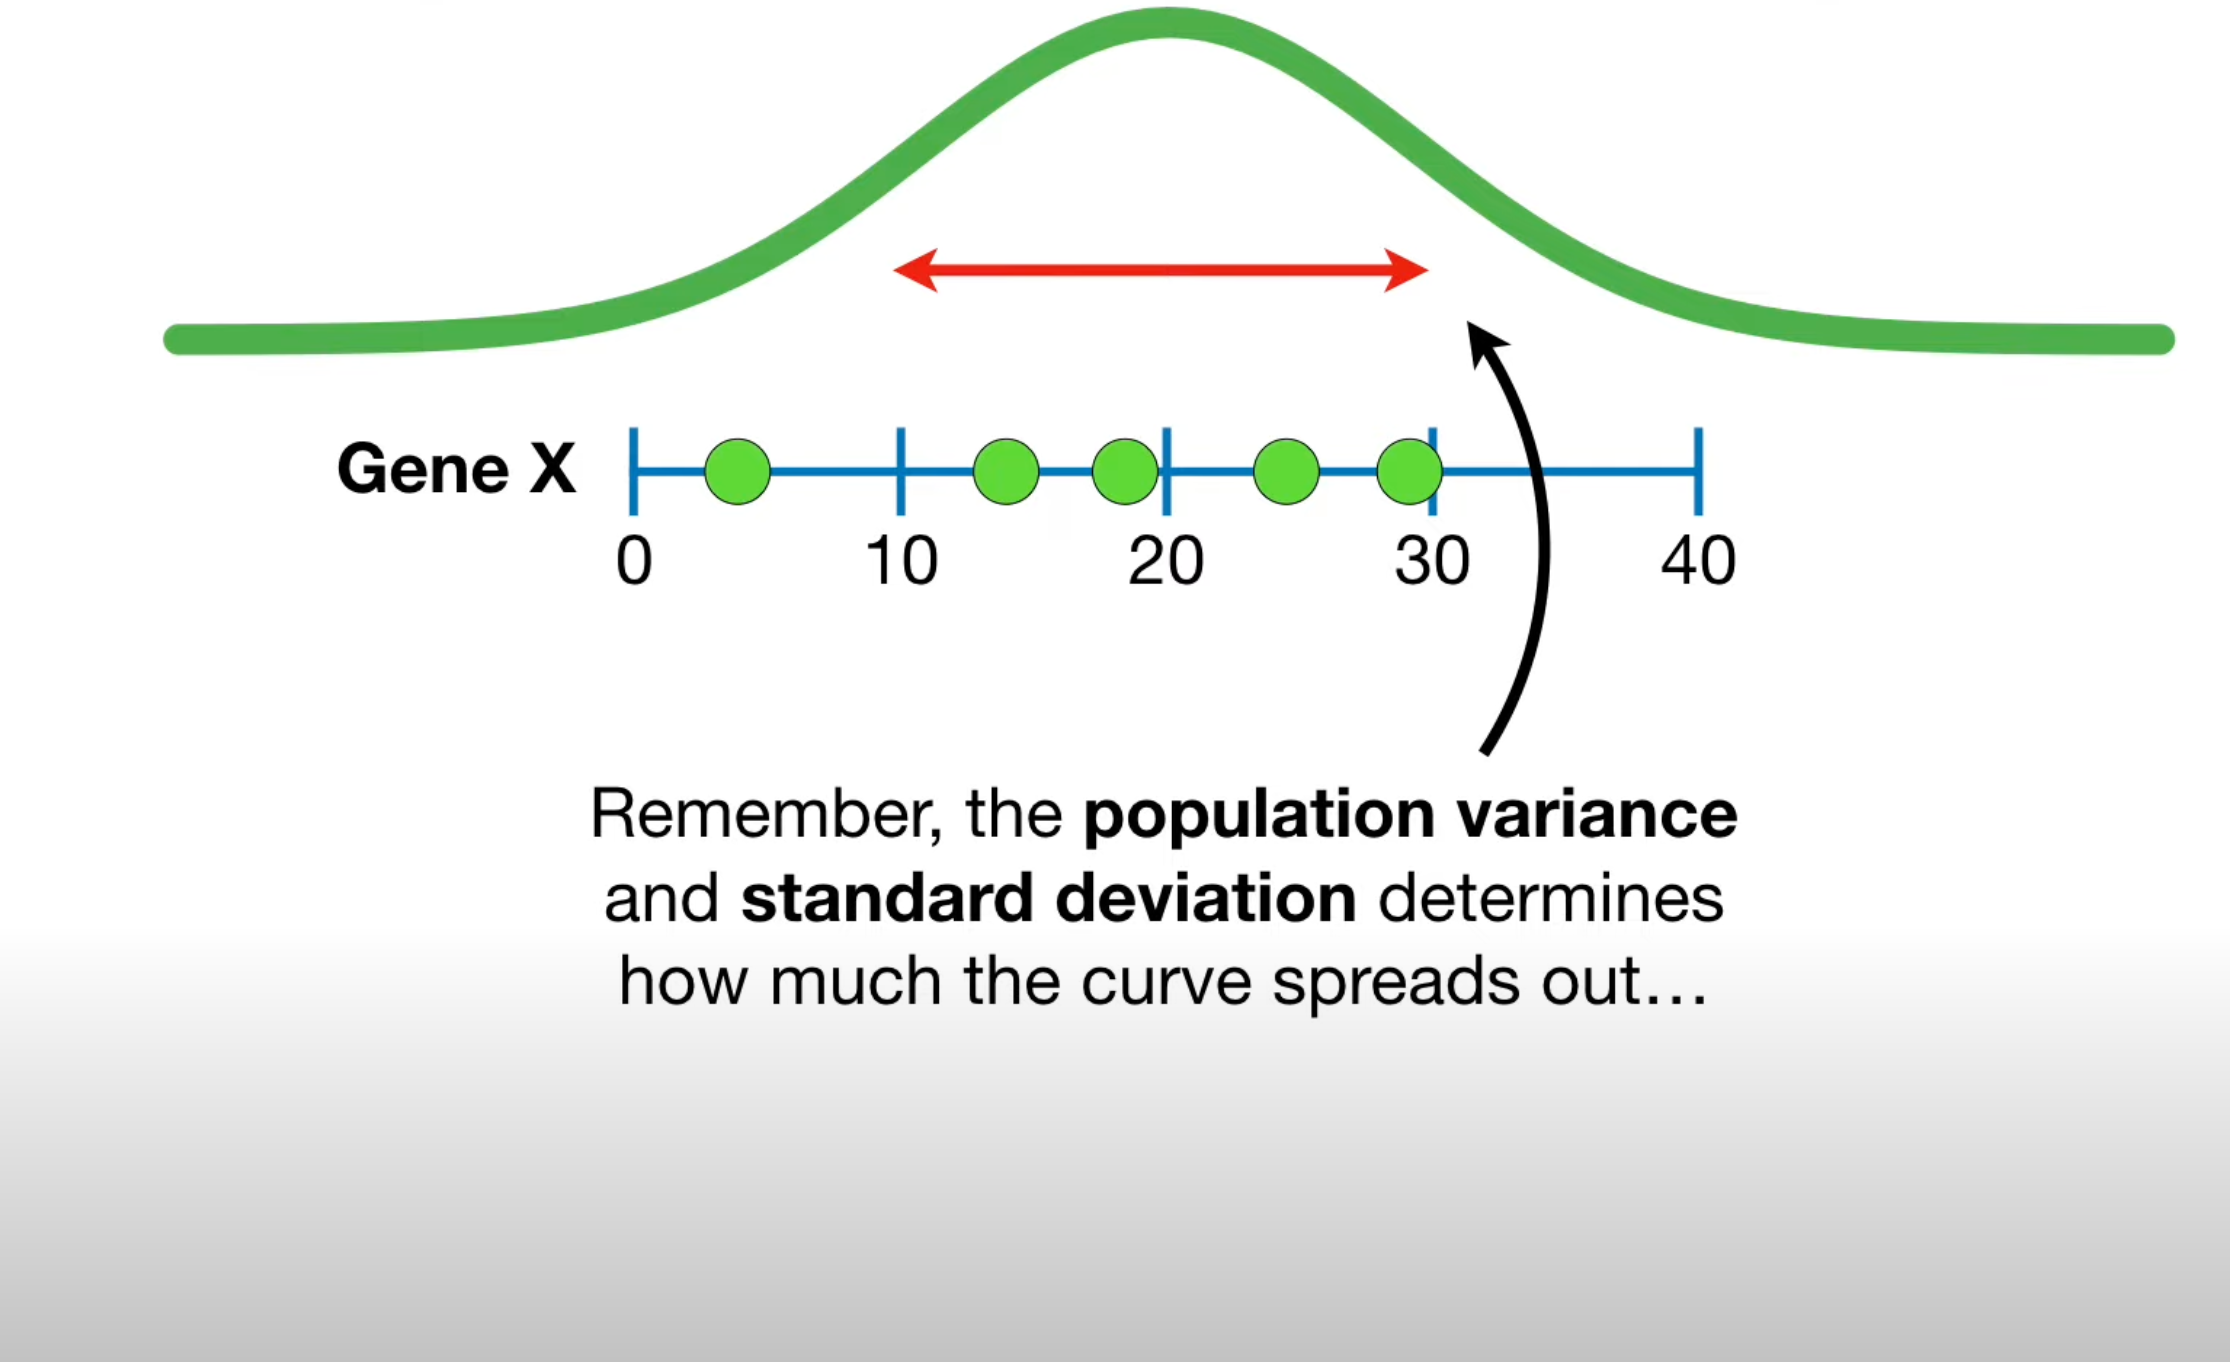 Gene X
0 10 20 30 40
Remember, the population variance
and standard deviation determines
how much the curve spreads out…